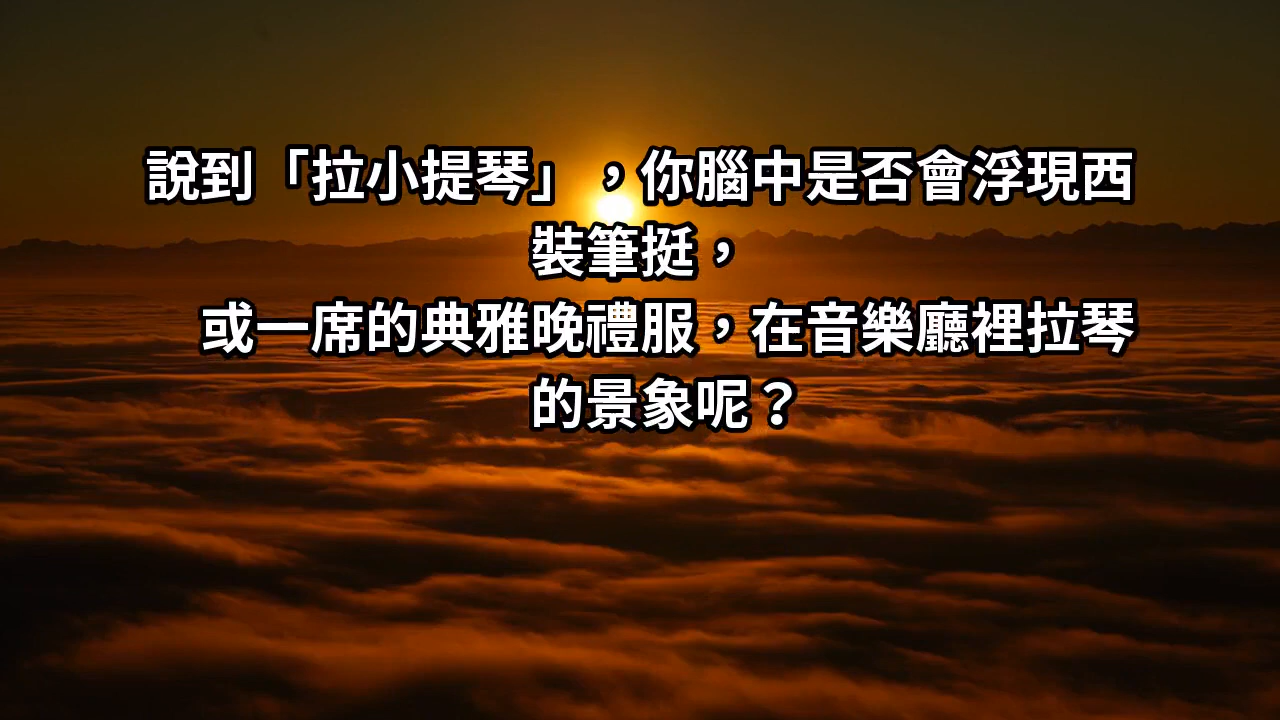 說到「拉小提琴」，你腦中是否會浮現西
裝筆挺，
或一席的典雅晚禮服，在音樂廳裡拉琴
的景象呢？